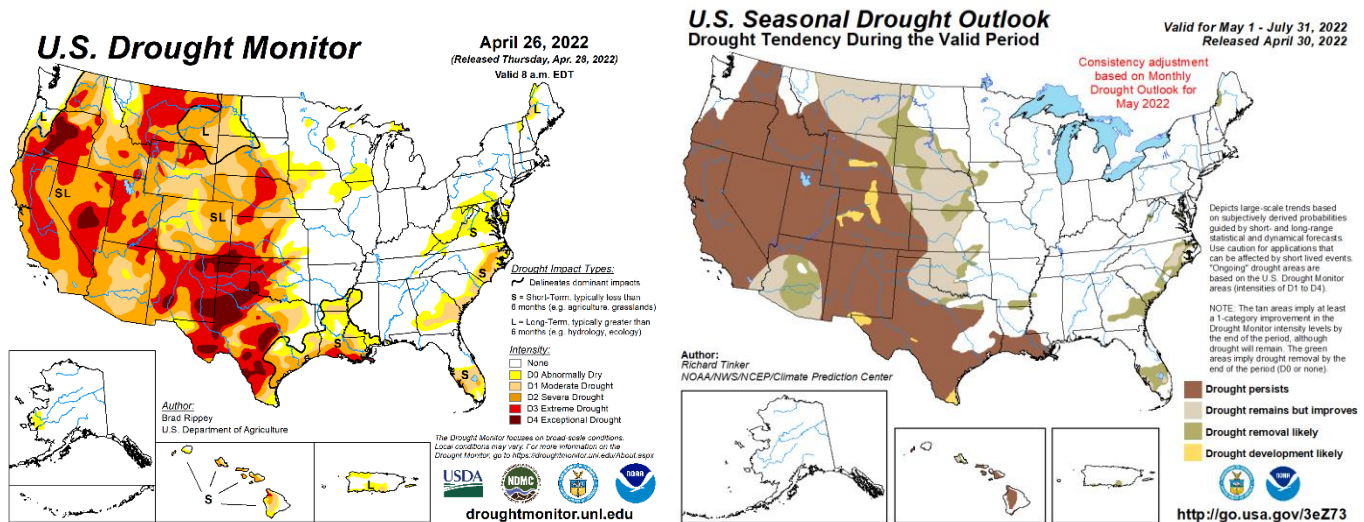 U.S. Drought Monitor
April 26, 2022
(Released Thursday, Apr. 28, 2022)
Valid 8 a.m. EDT
L
L
L
SL
SL
S
S
S
S
S
Drought Impact Types:
Delineates dominant impacts
S = Short-Term, typically less than
6 months (e.g. agriculture, grasslands)
L = Long-Term, typically greater than
6 months (e.g. hydrology, ecology)
Intensity:
None
D0 Abnormally Dry
D1 Moderate Drought
D2 Severe Drought
D3 Extreme Drought
D4 Exceptional Drought
Author:
Brad Rippey
U.S. Department of Agriculture
S
L
The Drought Monitor focuses on broad-scale conditions.
Local conditions may vary. For more information on the
Drought Monitor, go to https://droughtmonitor.unl.edu/About.aspx
USDA
NDMC
NOAA
droughtmonitor.unl.edu
U.S. Seasonal Drought Outlook
Drought Tendency During the Valid Period
Valid for May 1 - July 31, 2022
Released April 30, 2022
Consistency adjustment
based on Monthly
Drought Outlook for
May 2022
Depicts large-scale trends based
on subjectively derived probabilities
guided by short- and long-range
statistical and dynamical forecasts.
Use caution for applications that
can be affected by short lived events.
"Ongoing" drought areas are
based on the U.S. Drought Monitor
areas (intensities of D1 to D4).
NOTE: The tan areas imply at least
a 1-category improvement in the
Drought Monitor intensity levels by
the end of the period, although
drought will remain. The green
areas imply drought removal by the
end of the period (D0 or none).
Author:
Richard Tinker
NOAA/NWS/NCEP/Climate Prediction Center
Drought persists
Drought remains but improves
Drought removal likely
Drought development likely
NOAA
http://go.usa.gov/3eZ73